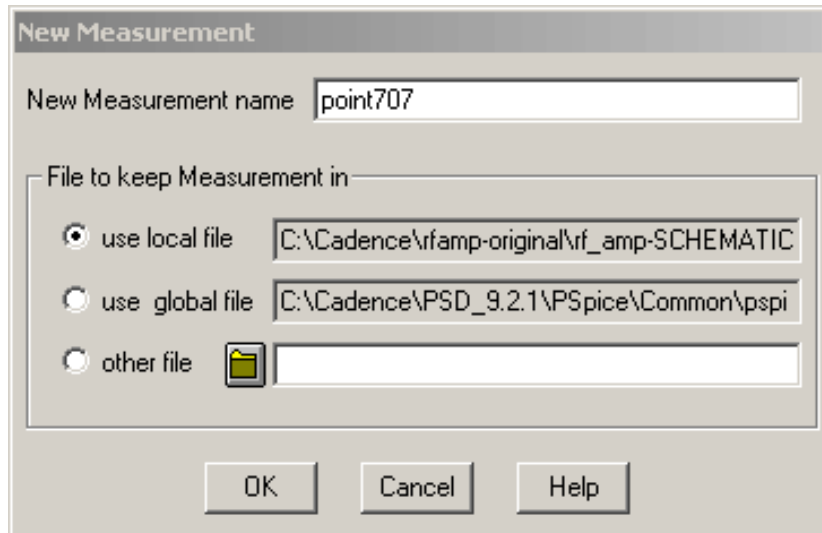 New Measurement
New Measurement name point707
File to keep Measurement in
use local file C:\Cadence\rfamp-original\rf_amp-SCHEMATIC
use global file C:\Cadence\PSD_9.2.1\PSpice\Common\pspi
other file
OK Cancel Help